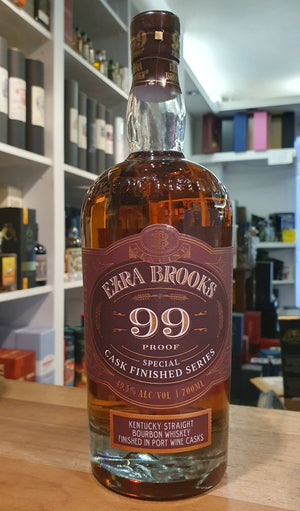 99
EZRA BROOKS
99
PROOF
SPECIAL
CASK FINISHED SERIES
49.5% ALC/VOL | 700ML
KENTUCKY STRAIGHT
BOURBON WHISKEY
FINISHED IN PORT WINE CASKS